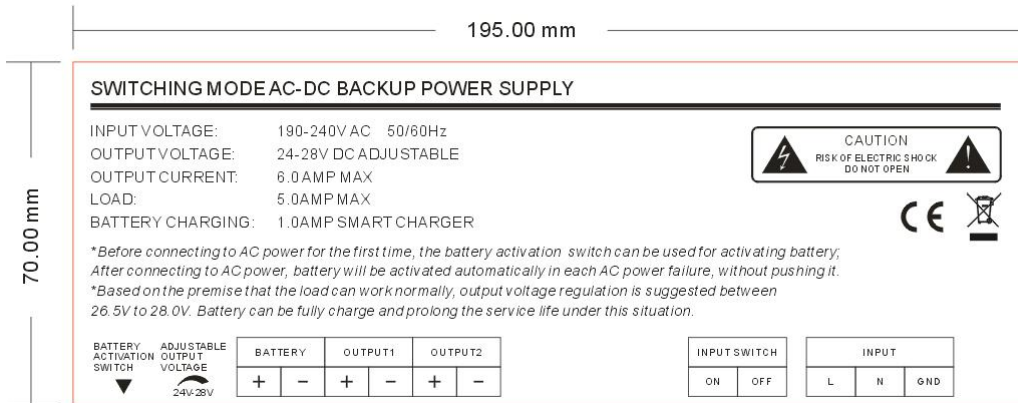 195.00 mm
70.00 mm
SWITCHING MODE AC-DC BACKUP POWER SUPPLY
INPUT VOLTAGE: 190-240V AC 50/60Hz
OUTPUT VOLTAGE: 24-28V DC ADJUSTABLE
OUTPUT CURRENT: 6.0AMP MAX
LOAD: 5.0AMP MAX
BATTERY CHARGING: 1.0AMP SMART CHARGER
CAUTION
RISK OF ELECTRIC SHOCK
DO NOT OPEN
CE
*Before connecting to AC power for the first time, the battery activation switch can be used for activating battery;
After connecting to AC power, battery will be activated automatically in each AC power failure, without pushing it.
*Based on the premise that the load can work normally, output voltage regulation is suggested between
26.5V to 28.0V. Battery can be fully charge and prolong the service life under this situation.
BATTERY
ACTIVATION
SWITCH
ADJUSTABLE
OUTPUT
VOLTAGE
24V-28V
BATTERY OUTPUT1 OUTPUT2
+ - + - + -
INPUT SWITCH
ON OFF
INPUT
L N GND